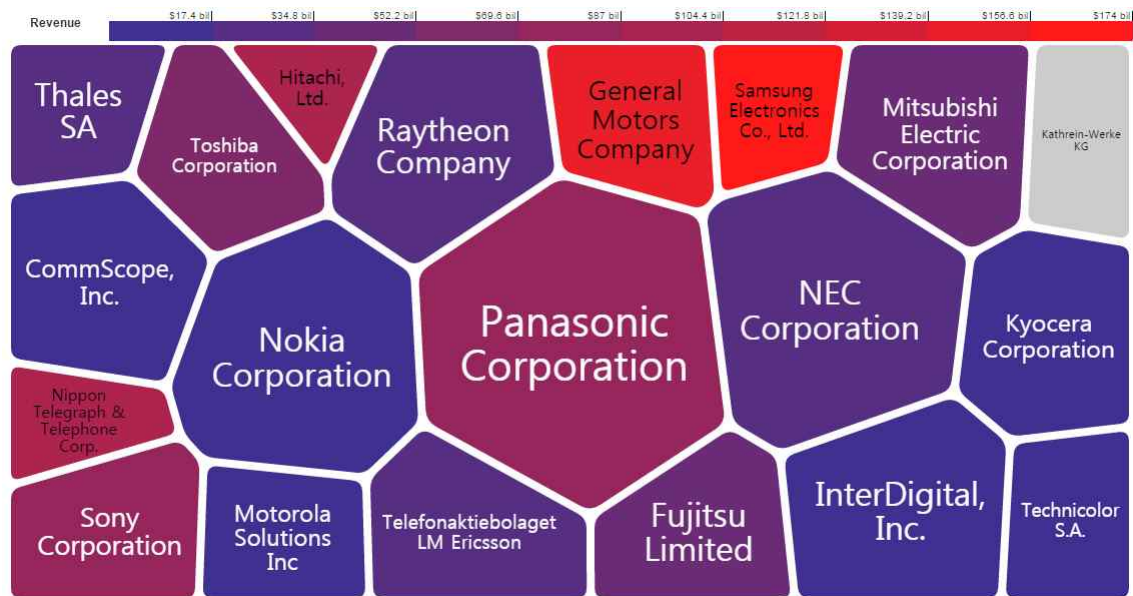 Revenue
$17.4 bil
$34.8 bil
$52.2 bil
$69.6 bil
$87 bil
$104.4 bil
$121.8 bil
$139.2 bil
$156.6 bil
$174 bil
Thales
SA
Toshiba
Corporation
Hitachi,
Ltd.
Raytheon
Company
General
Motors
Company
Samsung
Electronics
Co., Ltd.
Mitsubishi
Electric
Corporation
Kathrein-Werke
KG
CommScope,
Inc.
Nokia
Corporation
Panasonic
Corporation
NEC
Corporation
Kyocera
Corporation
Nippon
Telegraph &
Telephone
Corp.
Sony
Corporation
Motorola
Solutions
Inc
Telefonaktiebolaget
LM Ericsson
Fujitsu
Limited
InterDigital,
Inc.
Technicolor
S.A.